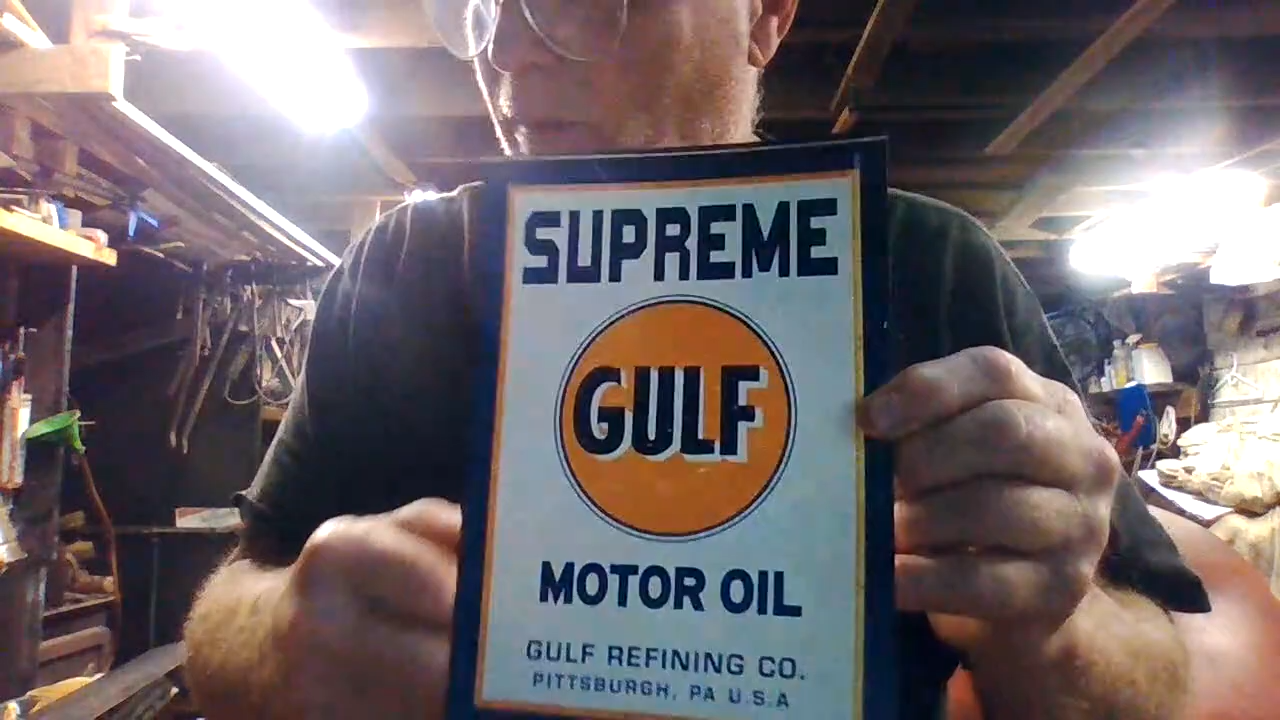 SUPREME
GULF
MOTOR OIL
GULF REFINING CO.
PITTSBURGH, PA U.S.A